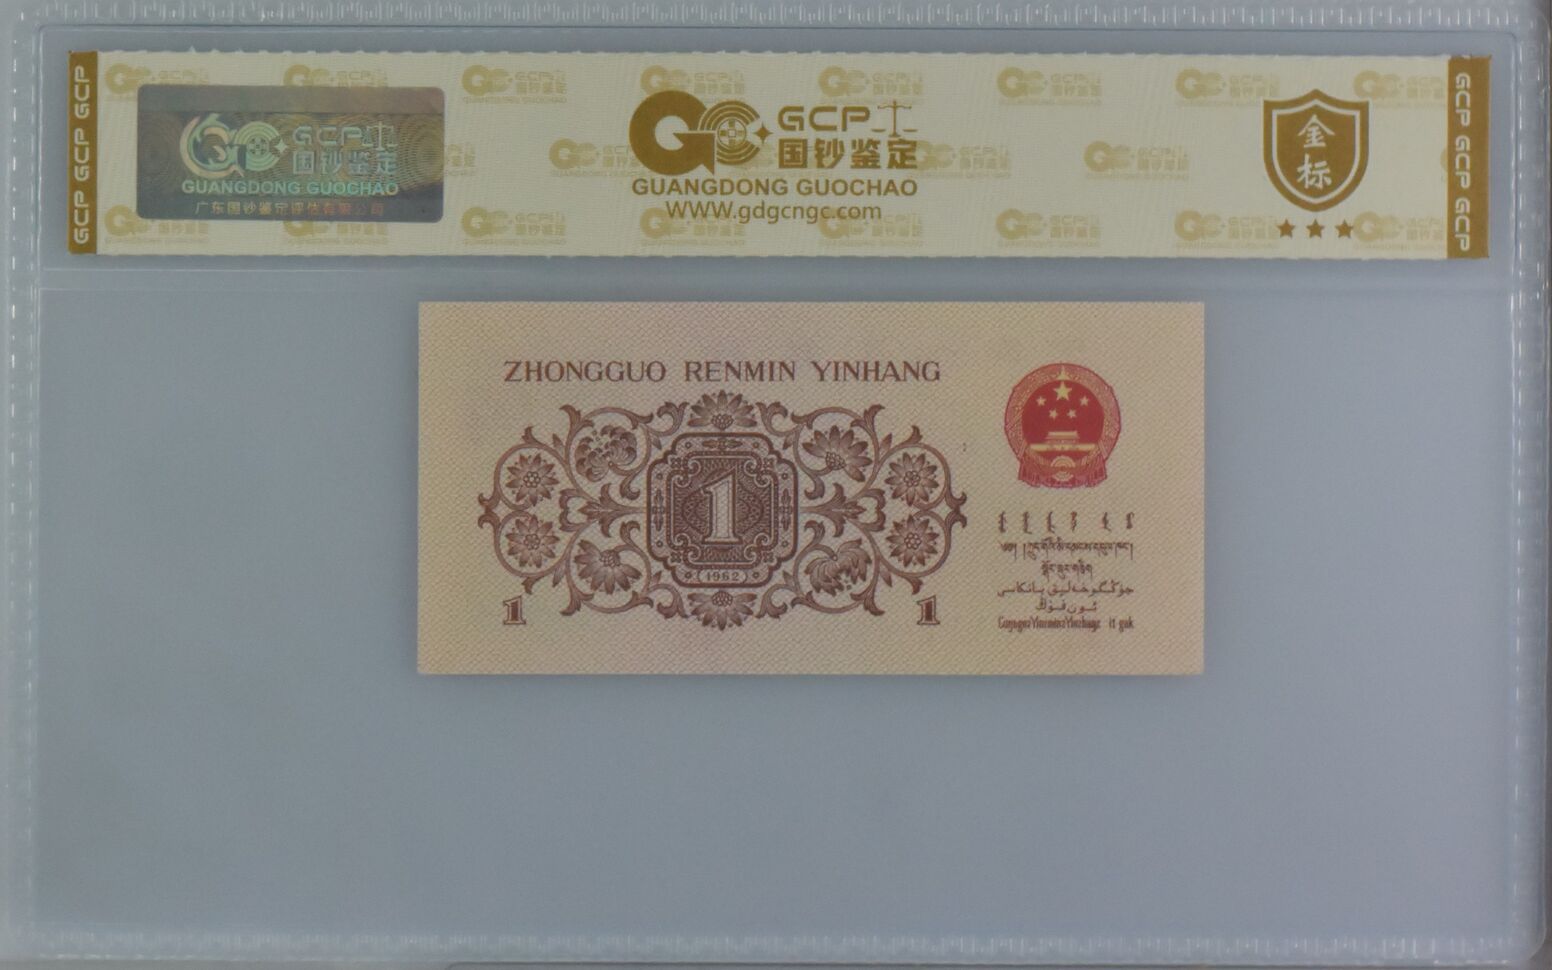 GCP GCP GCP
GCP
国钞鉴定
GUANGDONG GUOCHAO
广东国钞鉴定评估有限公司
GCP
国钞鉴定
GUANGDONG GUOCHAO
WWW.gdgcngc.com
金标
GCP GCP GCP
ZHONGGUO RENMIN YINHANG
1
(1962)
1
1